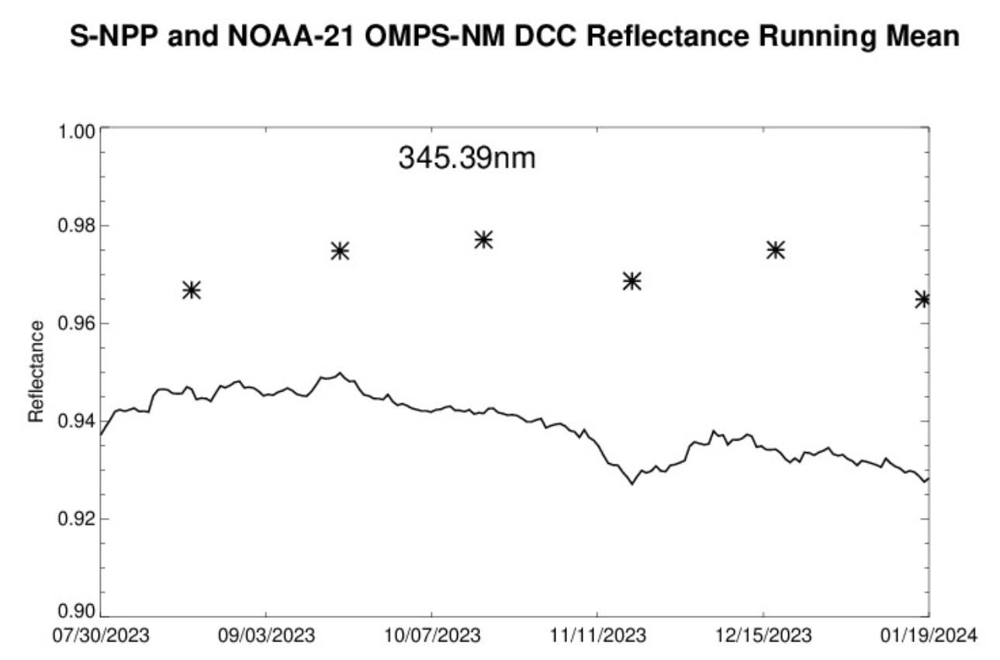 S-NPP and NOAA-21 OMPS-NM DCC Reflectance Running Mean
345.39nm
Reflectance
1.00
0.98
0.96
0.94
0.92
0.90
07/30/2023 09/03/2023 10/07/2023 11/11/2023 12/15/2023 01/19/2024